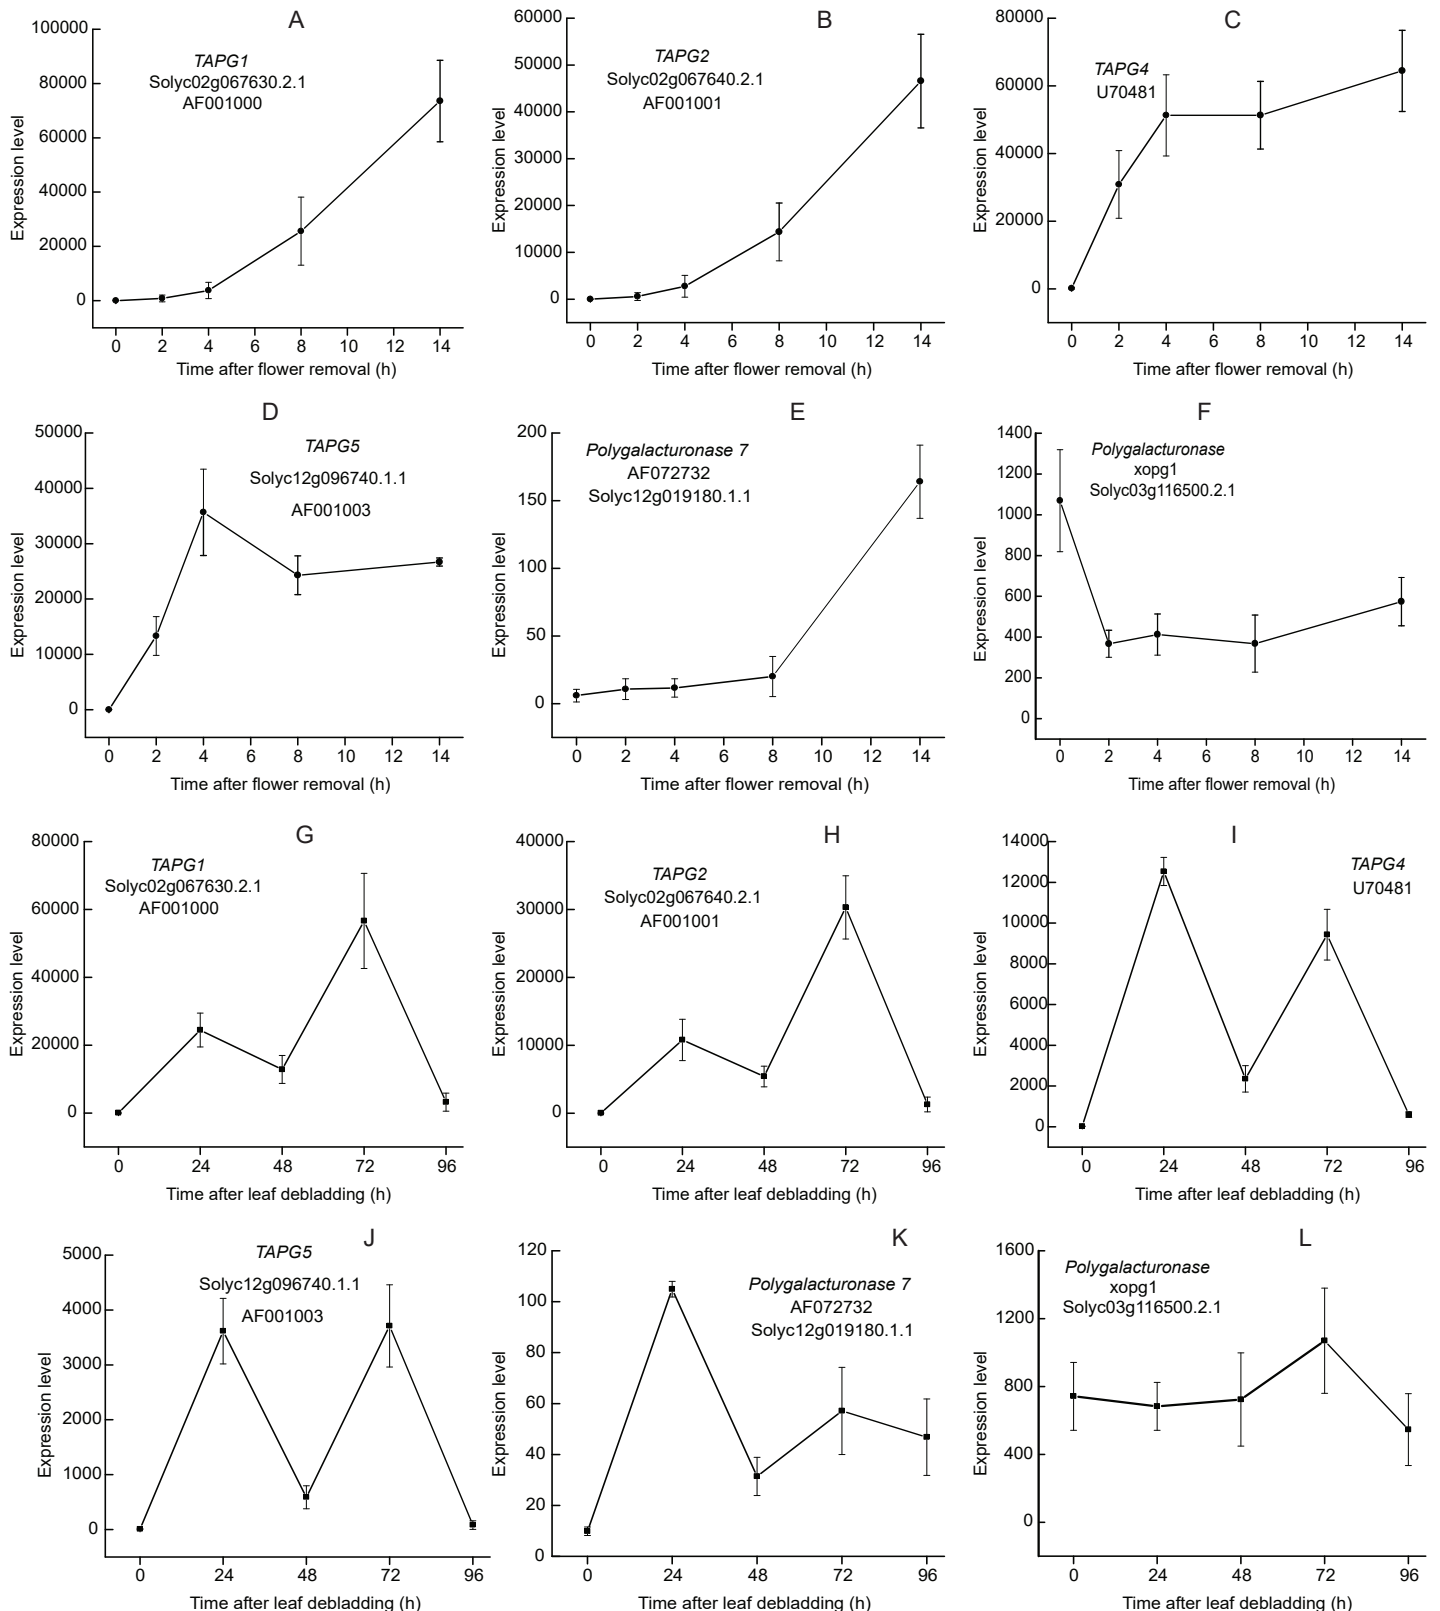 A
TAPG1
Solyc02g067630.2.1
AF001000
Expression level
100000
80000
60000
40000
20000
0
0 2 4 6 8 10 12 14
Time after flower removal (h)
B
TAPG2
Solyc02g067640.2.1
AF001001
Expression level
60000
50000
40000
30000
20000
10000
0
0 2 4 6 8 10 12 14
Time after flower removal (h)
C
TAPG4
U70481
Expression level
80000
60000
40000
20000
0
0 2 4 6 8 10 12 14
Time after flower removal (h)
D
TAPG5
Solyc12g096740.1.1
AF001003
Expression level
50000
40000
30000
20000
10000
0
0 2 4 6 8 10 12 14
Time after flower removal (h)
E
Polygalacturonase 7
AF072732
Solyc12g019180.1.1
Expression level
200
150
100
50
0
0 2 4 6 8 10 12 14
Time after flower removal (h)
F
Polygalacturonase
xopg1
Solyc03g116500.2.1
Expression level
1400
1200
1000
800
600
400
200
0
0 2 4 6 8 10 12 14
Time after flower removal (h)
G
TAPG1
Solyc02g067630.2.1
AF001000
Expression level
80000
60000
40000
20000
0
0 24 48 72 96
Time after leaf debladding (h)
H
TAPG2
Solyc02g067640.2.1
AF001001
Expression level
40000
30000
20000
10000
0
0 24 48 72 96
Time after leaf debladding (h)
I
TAPG4
U70481
Expression level
14000
12000
10000
8000
6000
4000
2000
0
0 24 48 72 96
Time after leaf debladding (h)
J
TAPG5
Solyc12g096740.1.1
AF001003
Expression level
5000
4000
3000
2000
1000
0
0 24 48 72 96
Time after leaf debladding (h)
K
Polygalacturonase 7
AF072732
Solyc12g019180.1.1
Expression level
120
100
80
60
40
20
0
0 24 48 72 96
Time after leaf debladding (h)
L
Polygalacturonase
xopg1
Solyc03g116500.2.1
Expression level
1600
1200
800
400
0
0 24 48 72 96
Time after leaf debladding (h)